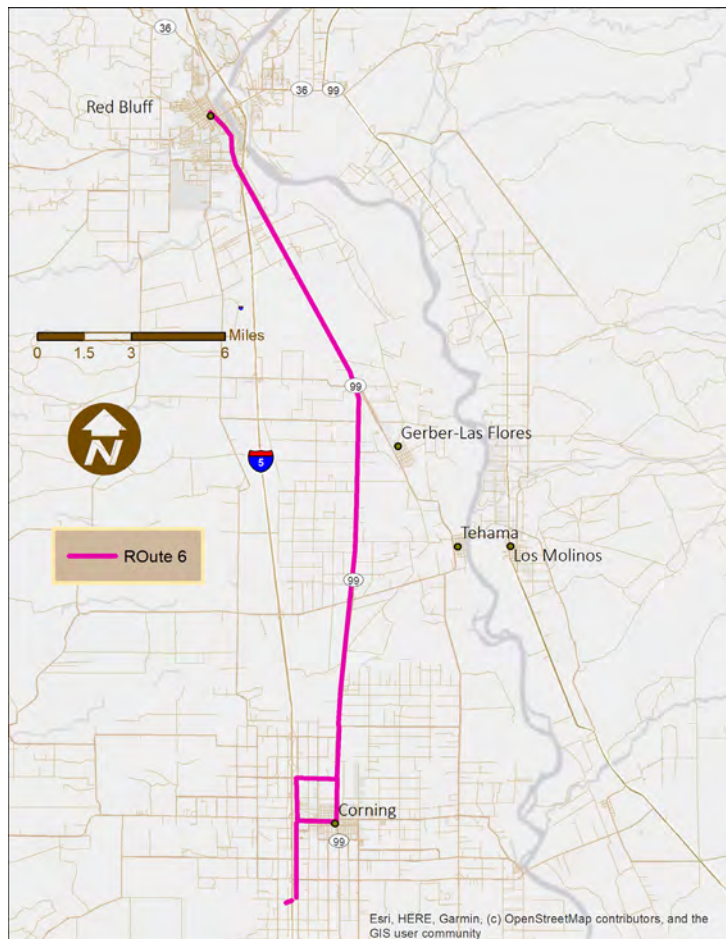 36
36
99
Red Bluff
Miles
0 1.5 3 6
99
Gerber-Las Flores
N
5
Tehama
ROute 6
Los Molinos
99
Corning
99
Esri, HERE, Garmin, (c) OpenStreetMap contributors, and the
GIS user community